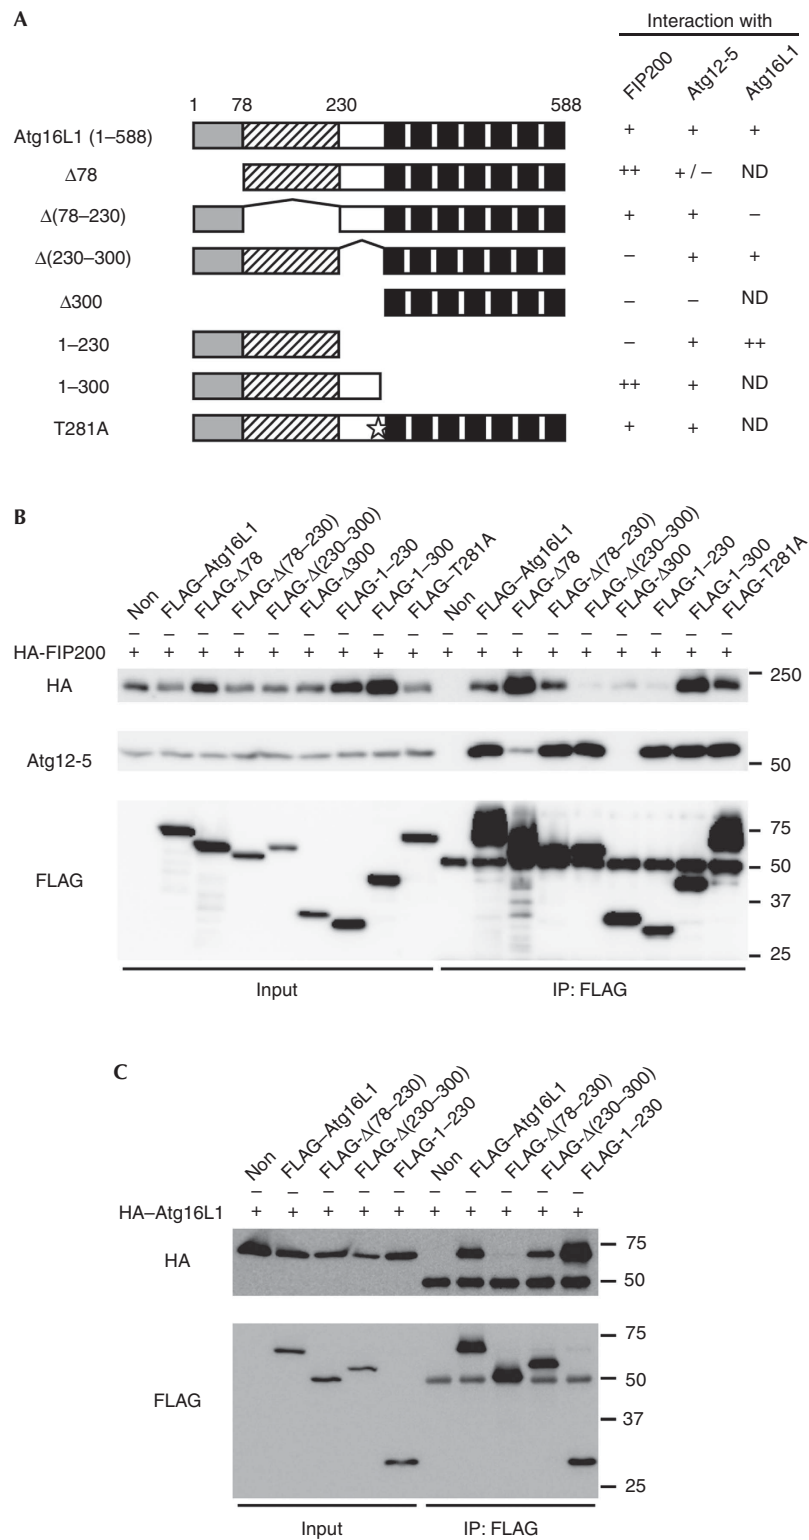 A
Interaction with
FIP200 Atg12-5 Atg16L1
1 78 230 588
Atg16L1 (1–588) + + +
Δ78 ++ + / – ND
Δ(78–230) + + –
Δ(230–300) – + +
Δ300 – – ND
1–230 – + ++
1–300 ++ + ND
T281A + + ND
B
Non FLAG–Atg16L1 FLAG-Δ78 FLAG-Δ(78–230) FLAG-Δ(230–300) FLAG-Δ300 FLAG-1–230 FLAG-1–300 FLAG-T281A Non FLAG–Atg16L1 FLAG-Δ78 FLAG-Δ(78–230) FLAG-Δ(230–300) FLAG-Δ300 FLAG-1–230 FLAG-1–300 FLAG-T281A
– – – – – – – – – – – – – – – – – –
HA-FIP200 + + + + + + + + + + + + + + + + + +
HA 250
Atg12-5 50
75
50
FLAG
37
25
Input IP: FLAG
C
Non FLAG–Atg16L1 FLAG-Δ(78–230) FLAG-Δ(230–300) FLAG-1–230 Non FLAG–Atg16L1 FLAG-Δ(78–230) FLAG-Δ(230–300) FLAG-1–230
– – – – – – – – – –
HA–Atg16L1 + + + + + + + + + +
75
HA
50
75
50
FLAG
37
25
Input IP: FLAG